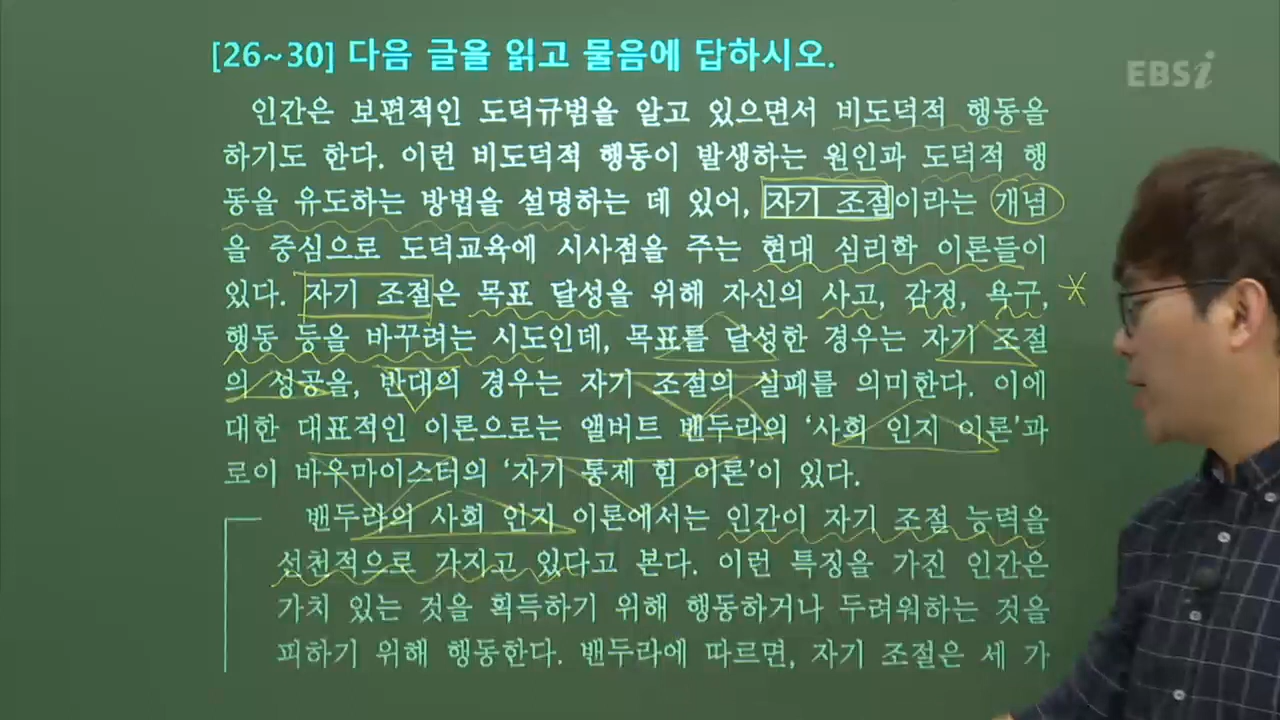 [26~30] 다음 글을 읽고 물음에 답하시오.
EBSi
인간은 보편적인 도덕규범을 알고 있으면서 비도덕적 행동을
하기도 한다. 이런 비도덕적 행동이 발생하는 원인과 도덕적 행
동을 유도하는 방법을 설명하는 데 있어, 자기 조절이라는 개념
을 중심으로 도덕교육에 시사점을 주는 현대 심리학 이론들이
있다. 자기 조절은 목표 달성을 위해 자신의 사고, 감정, 욕구,
행동 등을 바꾸려는 시도인데, 목표를 달성한 경우는 자기 조절
의 성공을, 반대의 경우는 자기 조절의 실패를 의미한다. 이에
대한 대표적인 이론으로는 앨버트 밴두라의 ‘사회 인지 이론’과
로이 바우마이스터의 ‘자기 통제 힘 이론’이 있다.
밴두라의 사회 인지 이론에서는 인간이 자기 조절 능력을
선천적으로 가지고 있다고 본다. 이런 특징을 가진 인간은
가치 있는 것을 획득하기 위해 행동하거나 두려워하는 것을
피하기 위해 행동한다. 밴두라에 따르면, 자기 조절은 세 가